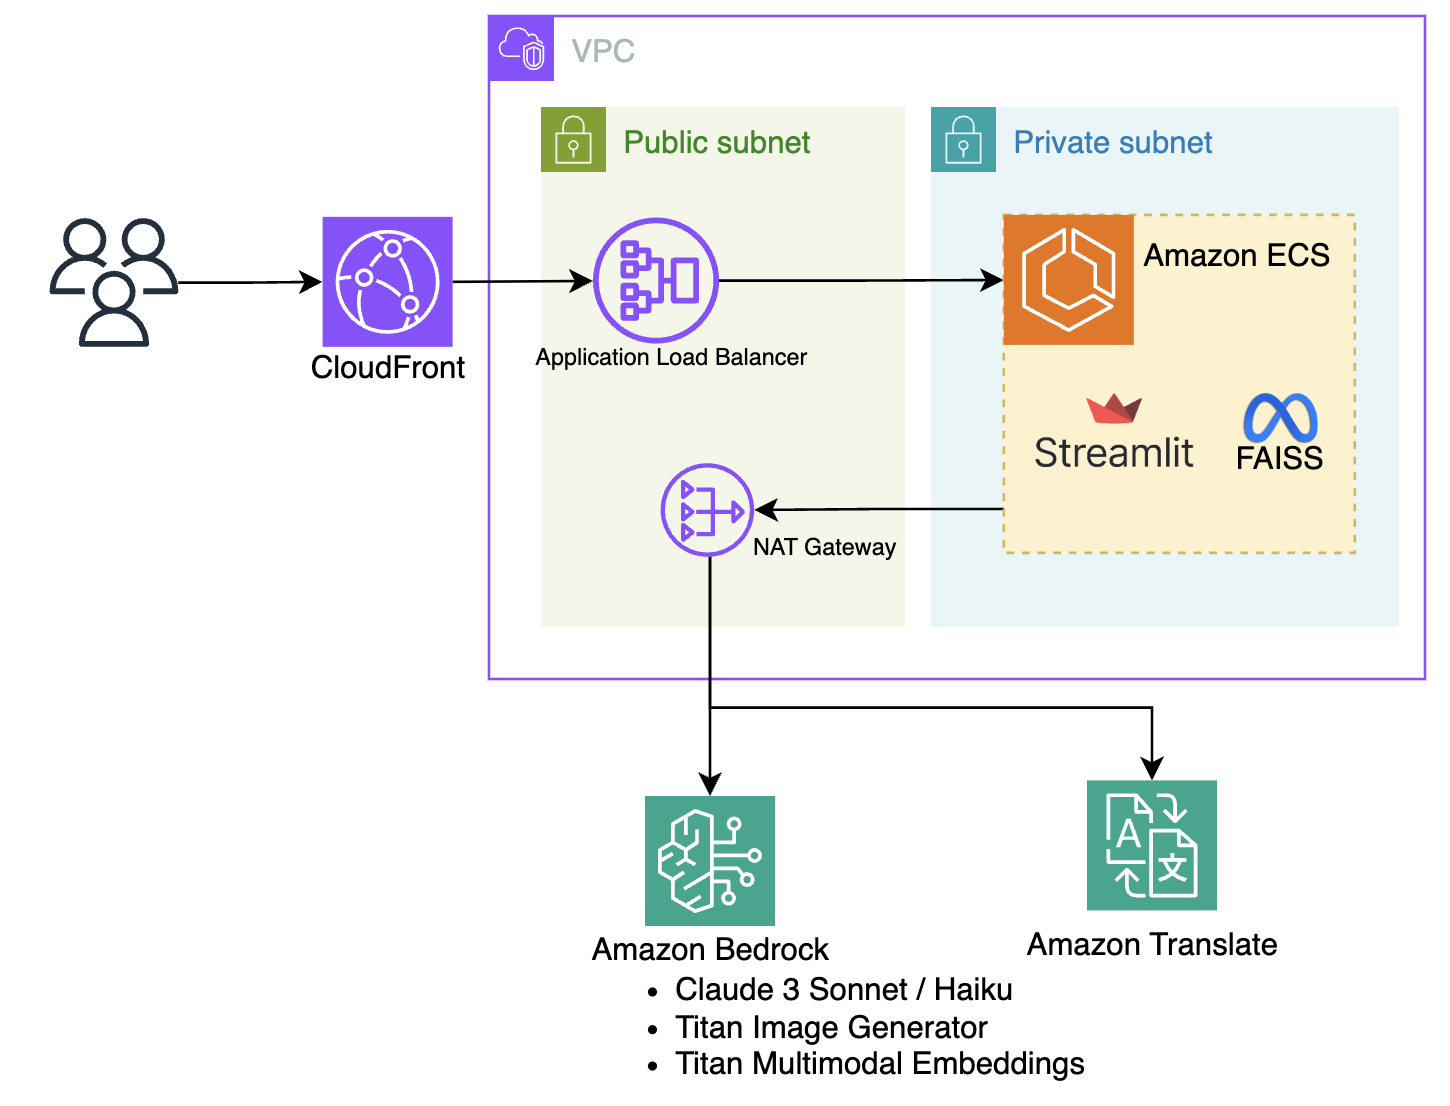 VPC
Public subnet
Private subnet
Amazon ECS
CloudFront
Application Load Balancer
Streamlit
FAISS
NAT Gateway
A
文
Amazon Bedrock
• Claude 3 Sonnet / Haiku
• Titan Image Generator
• Titan Multimodal Embeddings
Amazon Translate